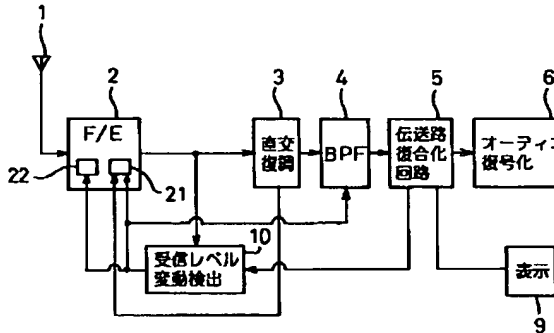 1
2
3
4
5
6
F/E
直交
復調
BPF
伝送路
復合化
回路
オーディオ
復号化
22
21
10
受信レベル
変動検出
表示
9